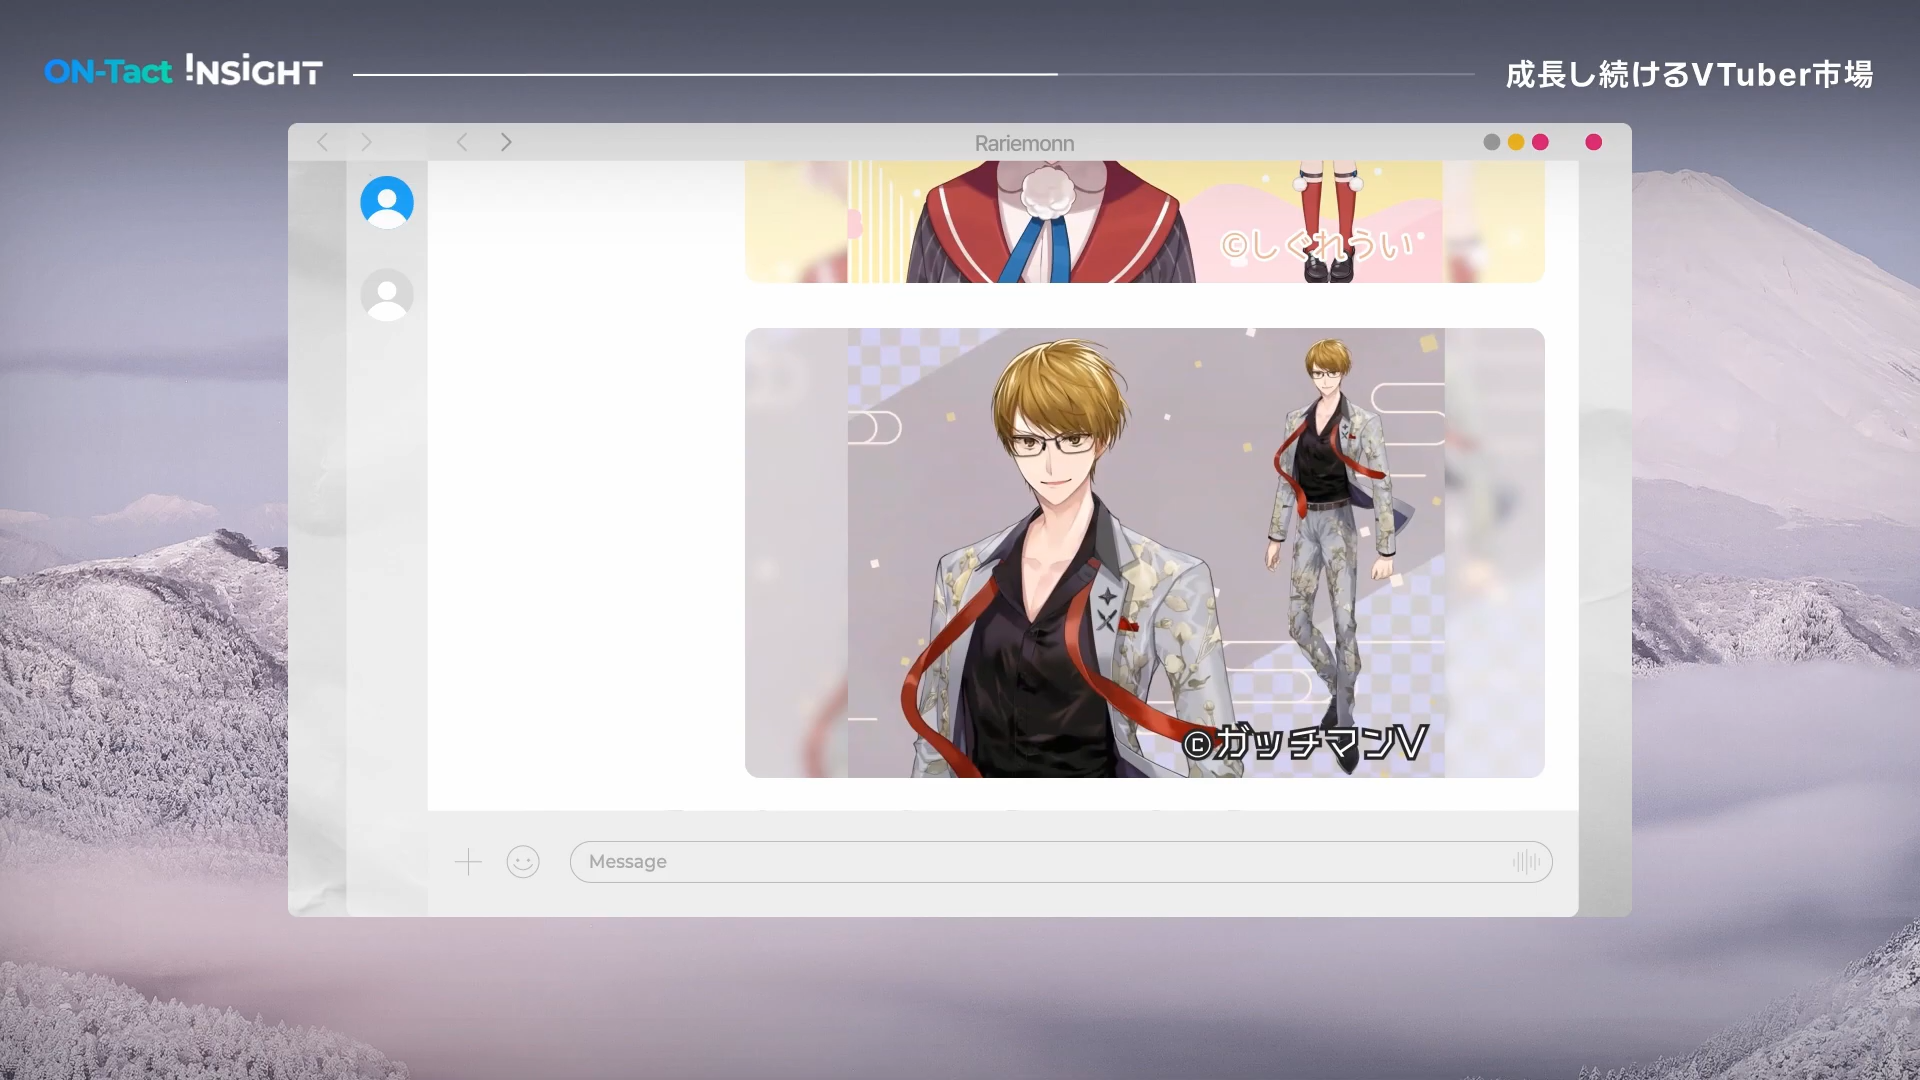 ON-Tact !NSiGHT
成長し続けるVTuber市場
Rariemonn
©しぐれうい
©ガッチマンV
Message